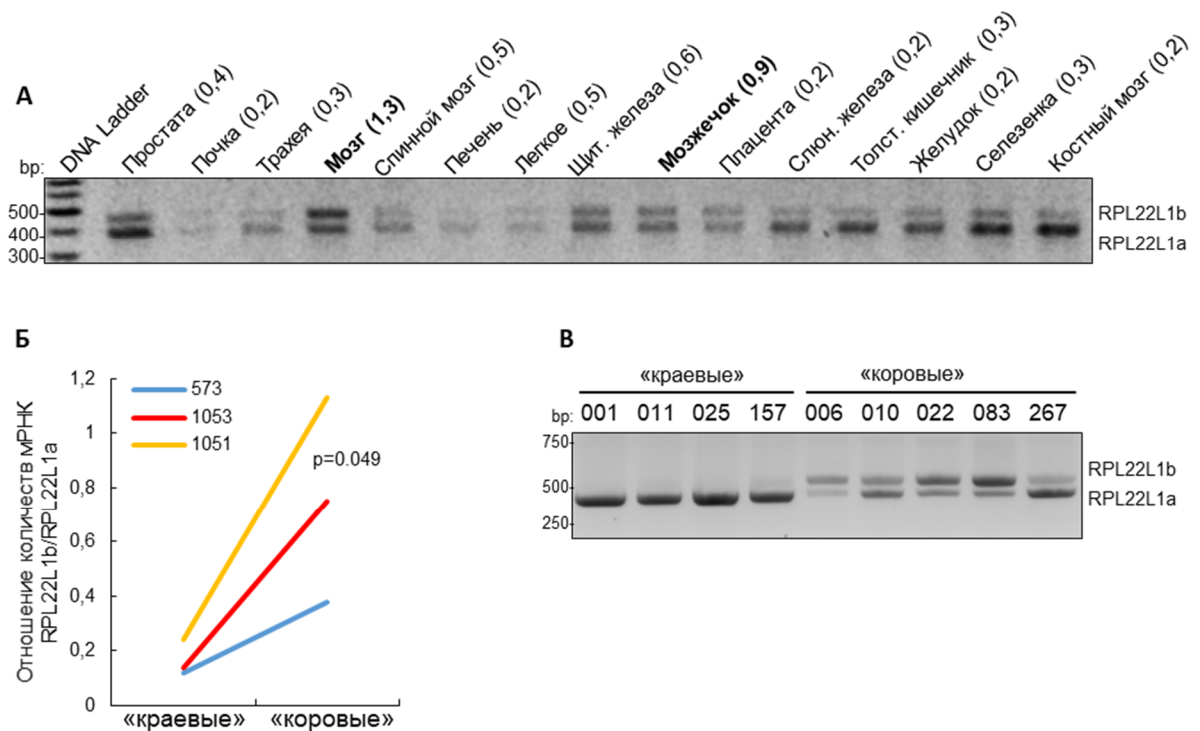 А
DNA Ladder
Простата (0,4)
Почка (0,2)
Трахея (0,3)
Мозг (1,3)
Спинной мозг (0,5)
Печень (0,2)
Легкое (0,5)
Щит. железа (0,6)
Мозжечок (0,9)
Плацента (0,2)
Слюн. железа (0,2)
Толст. кишечник (0,3)
Желудок (0,2)
Селезенка (0,3)
Костный мозг (0,2)
bp:
500
400
300
RPL22L1b
RPL22L1a
Б
Отношение количеств мРНК
RPL22L1b/RPL22L1a
1,2
1
0,8
0,6
0,4
0,2
0
573
1053
1051
p=0.049
«краевые» «коровые»
В
«краевые» «коровые»
bp: 001 011 025 157 006 010 022 083 267
750
500
250
RPL22L1b
RPL22L1a